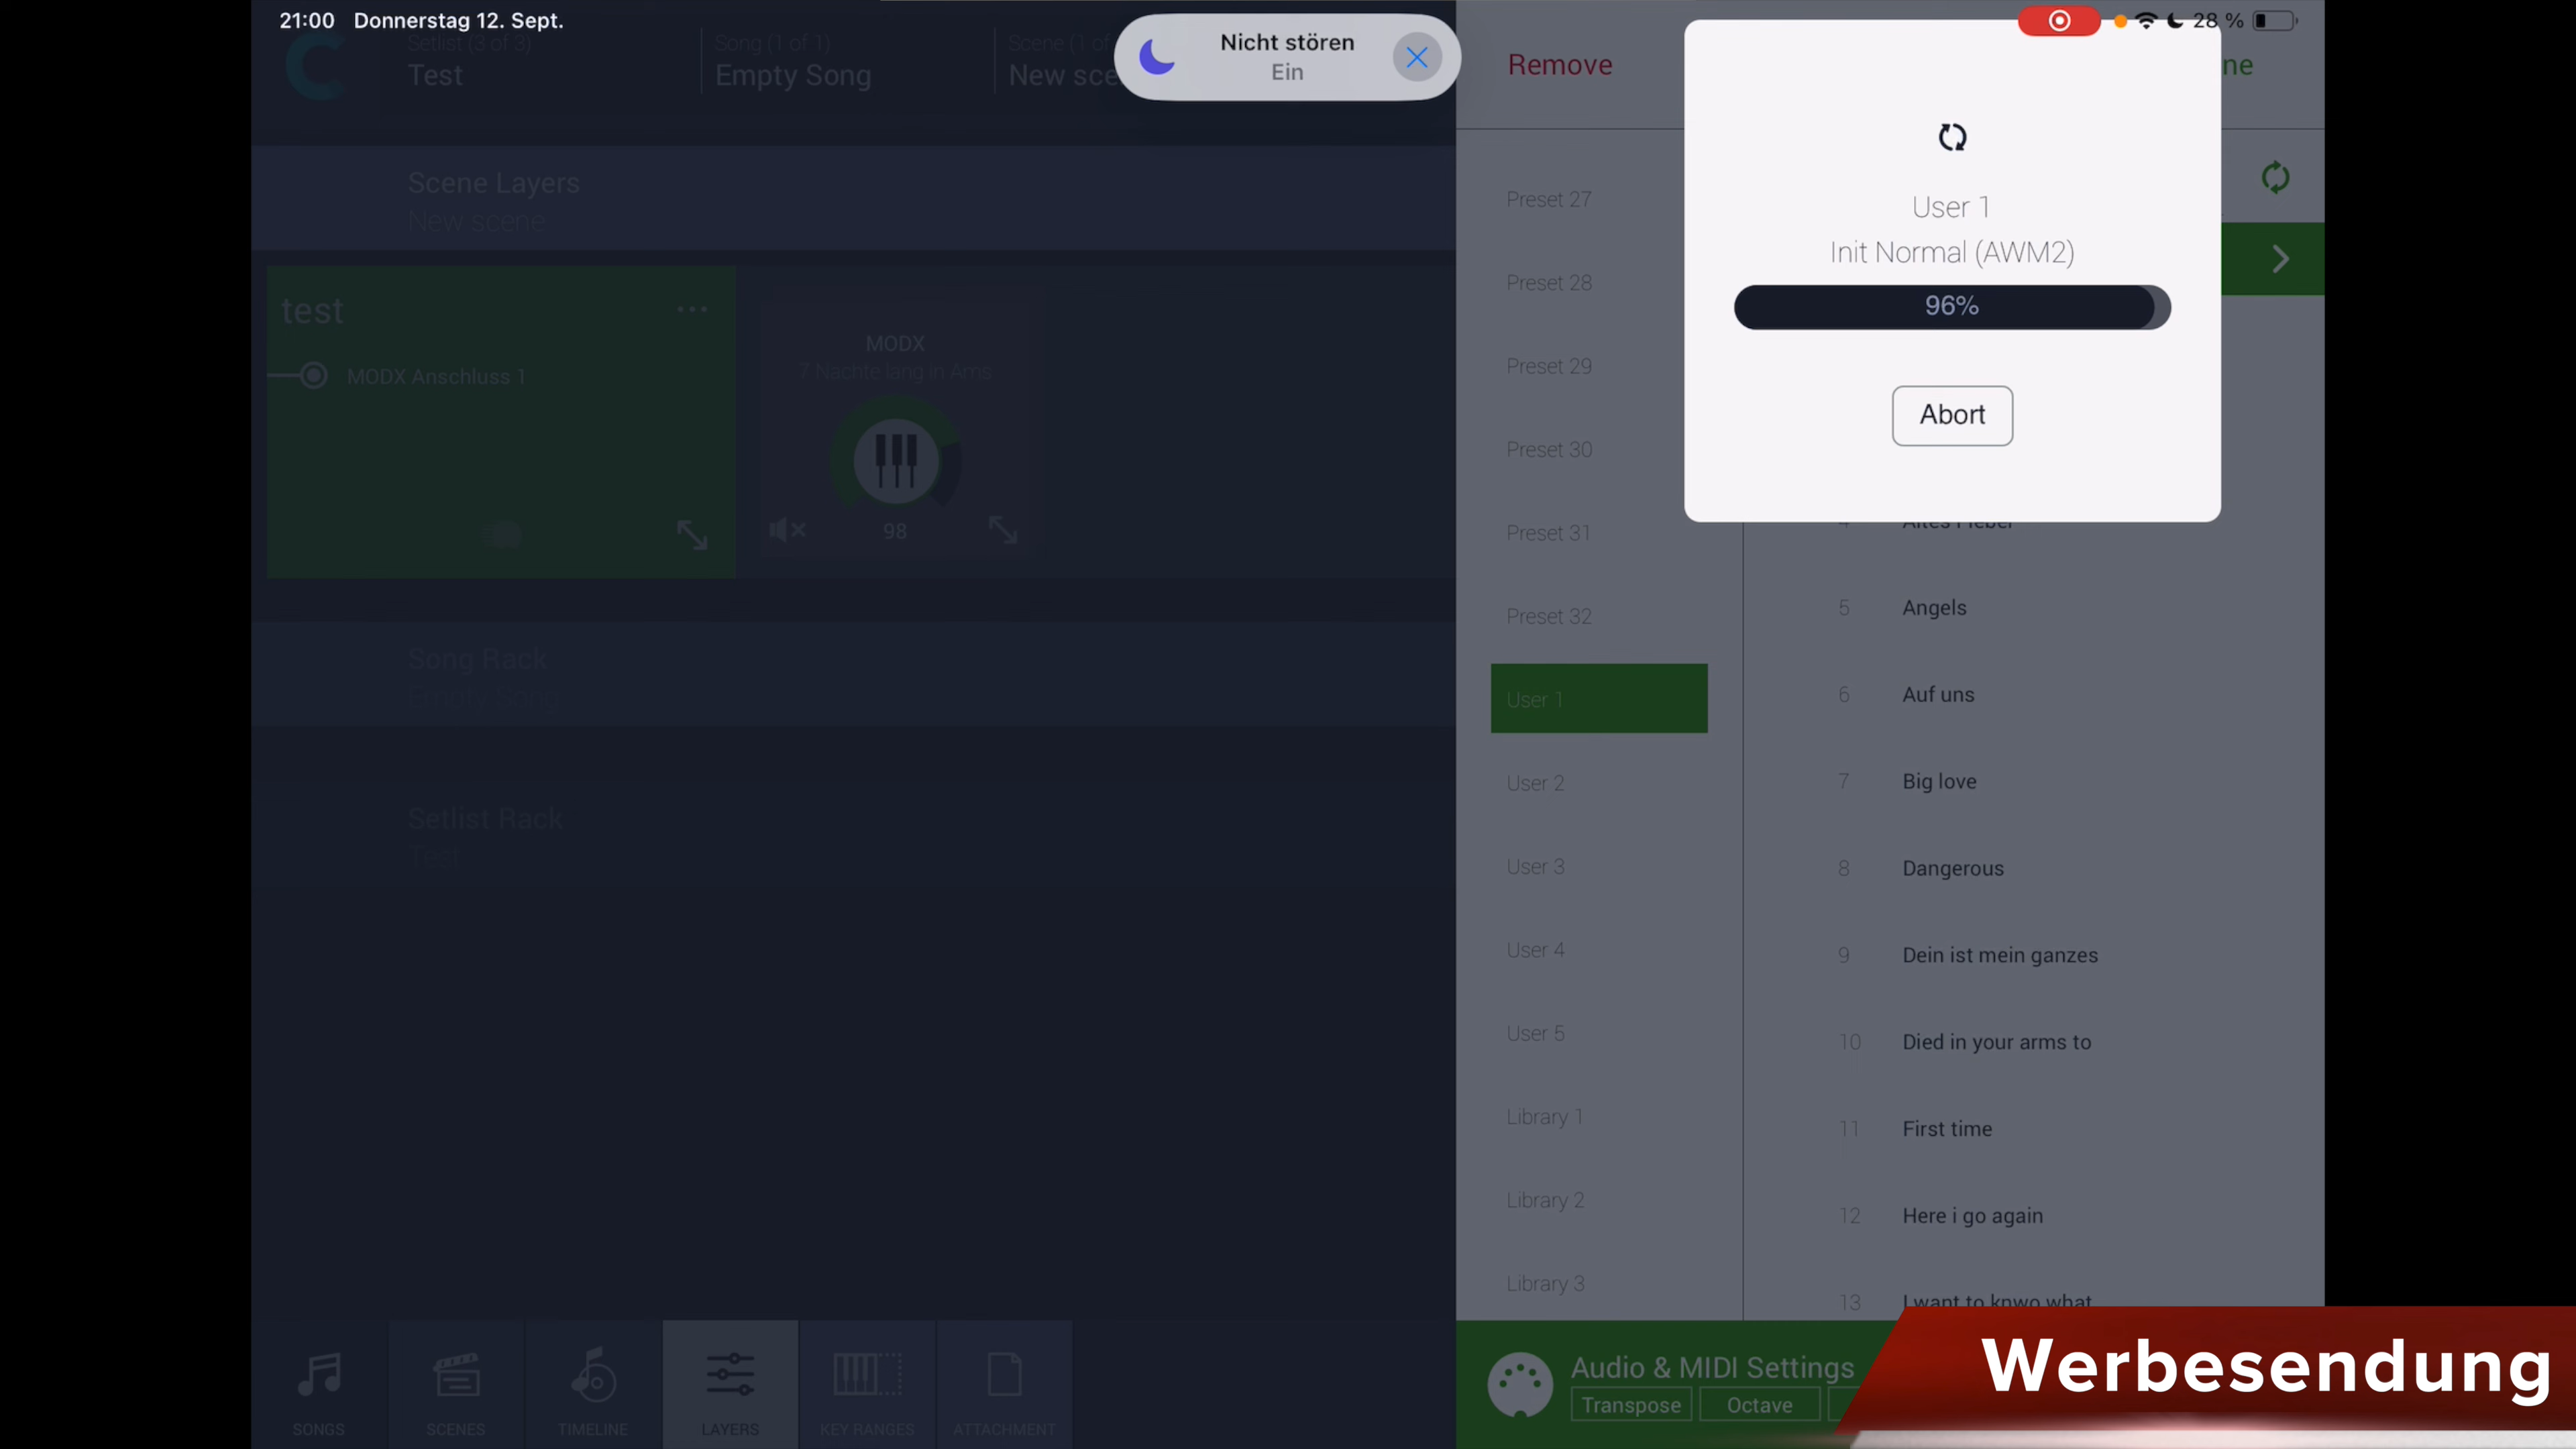 21:00 Donnerstag 12. Sept.
28 %
Nicht stören
Ein
Setlist (3 of 3)
Test
Song (1 of 1)
Empty Song
Scene (1 of
New sce
Remove
ne
Scene Layers
New scene
test
MODX Anschluss 1
MODX
7 Nachte lang in Arns
98
Song Rack
Empty Song
Setlist Rack
Test
User 1
Init Normal (AWM2)
96%
Abort
Preset 27
Preset 28
Preset 29
Preset 30
Preset 31
Preset 32
User 1
User 2
User 3
User 4
User 5
Library 1
Library 2
Library 3
5 Angels
6 Auf uns
7 Big love
8 Dangerous
9 Dein ist mein ganzes
10 Died in your arms to
11 First time
12 Here i go again
13 I want to knwo what
SONGS
SCENES
TIMELINE
LAYERS
KEY RANGES
ATTACHMENT
Audio & MIDI Settings
Transpose
Octave
Werbesendung